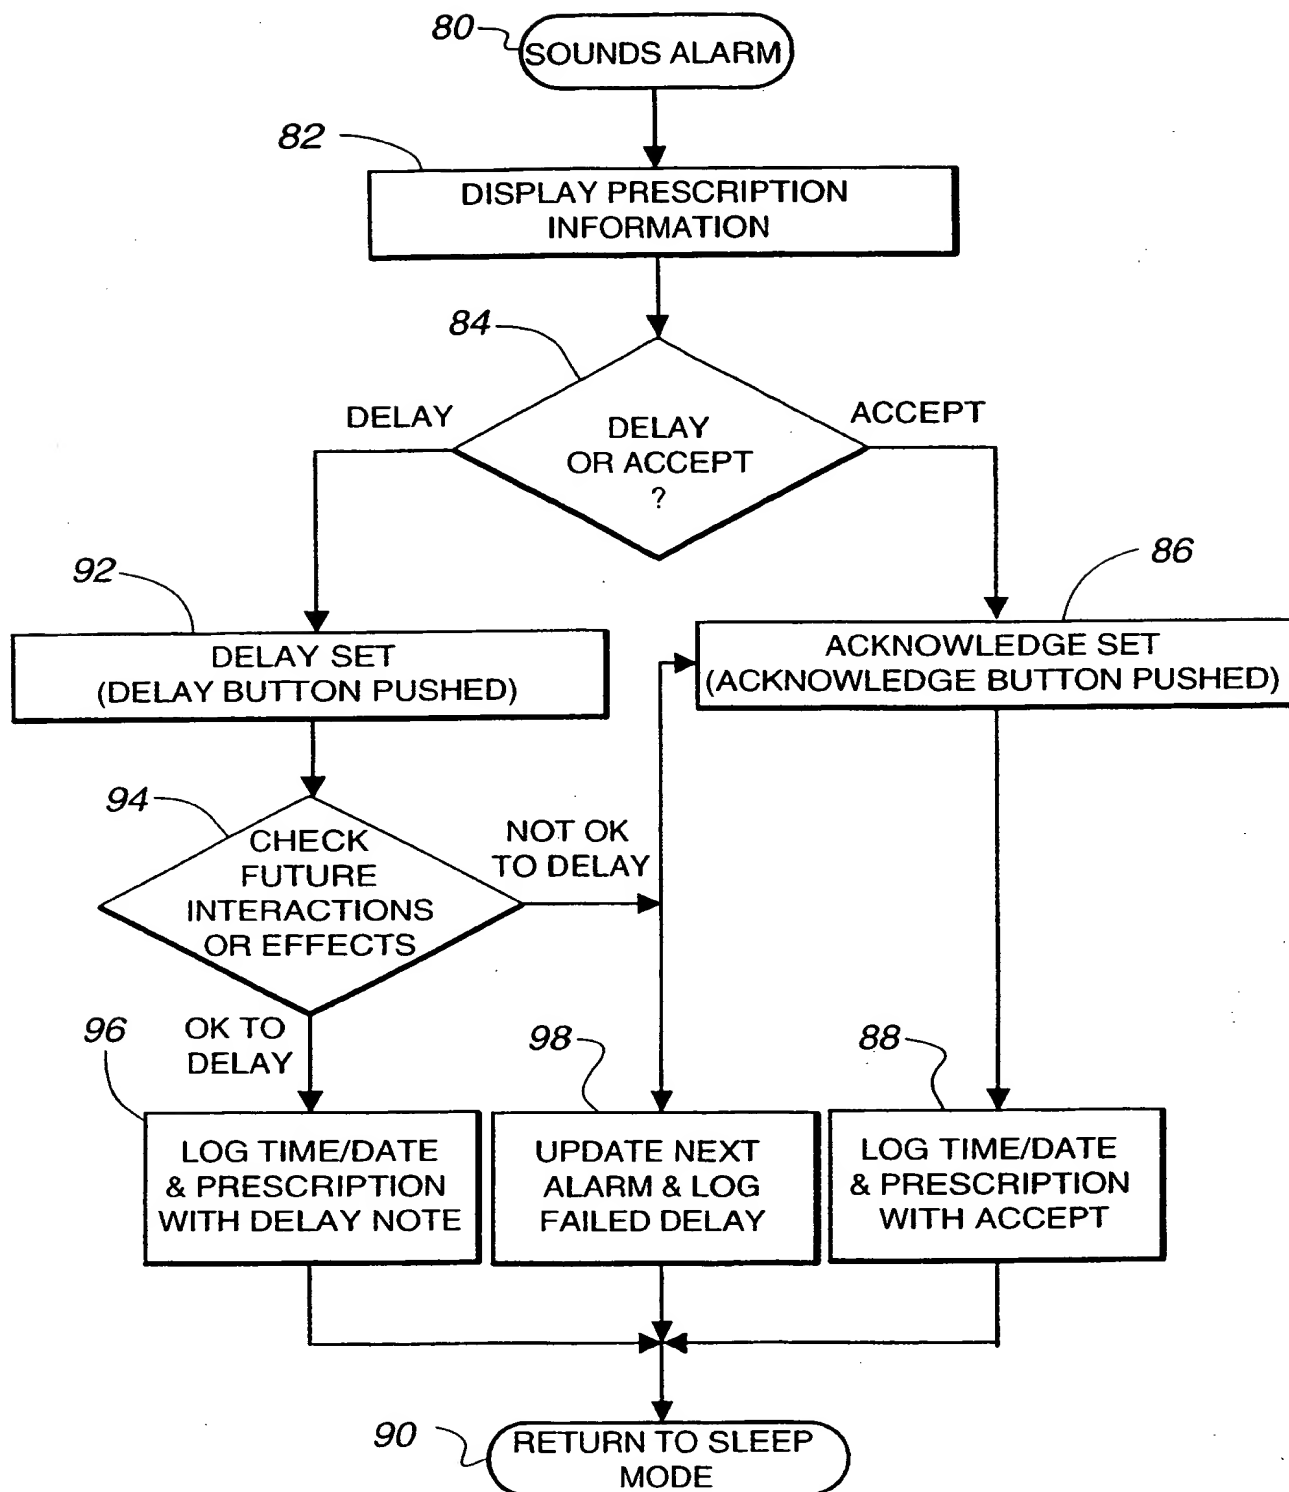 80
SOUNDS ALARM
82
DISPLAY PRESCRIPTION
INFORMATION
84
DELAY
ACCEPT
DELAY
OR ACCEPT
?
92
86
DELAY SET
(DELAY BUTTON PUSHED)
ACKNOWLEDGE SET
(ACKNOWLEDGE BUTTON PUSHED)
94
CHECK
FUTURE
INTERACTIONS
OR EFFECTS
NOT OK
TO DELAY
OK TO
DELAY
96
98
88
LOG TIME/DATE
& PRESCRIPTION
WITH DELAY NOTE
UPDATE NEXT
ALARM & LOG
FAILED DELAY
LOG TIME/DATE
& PRESCRIPTION
WITH ACCEPT
90
RETURN TO SLEEP
MODE